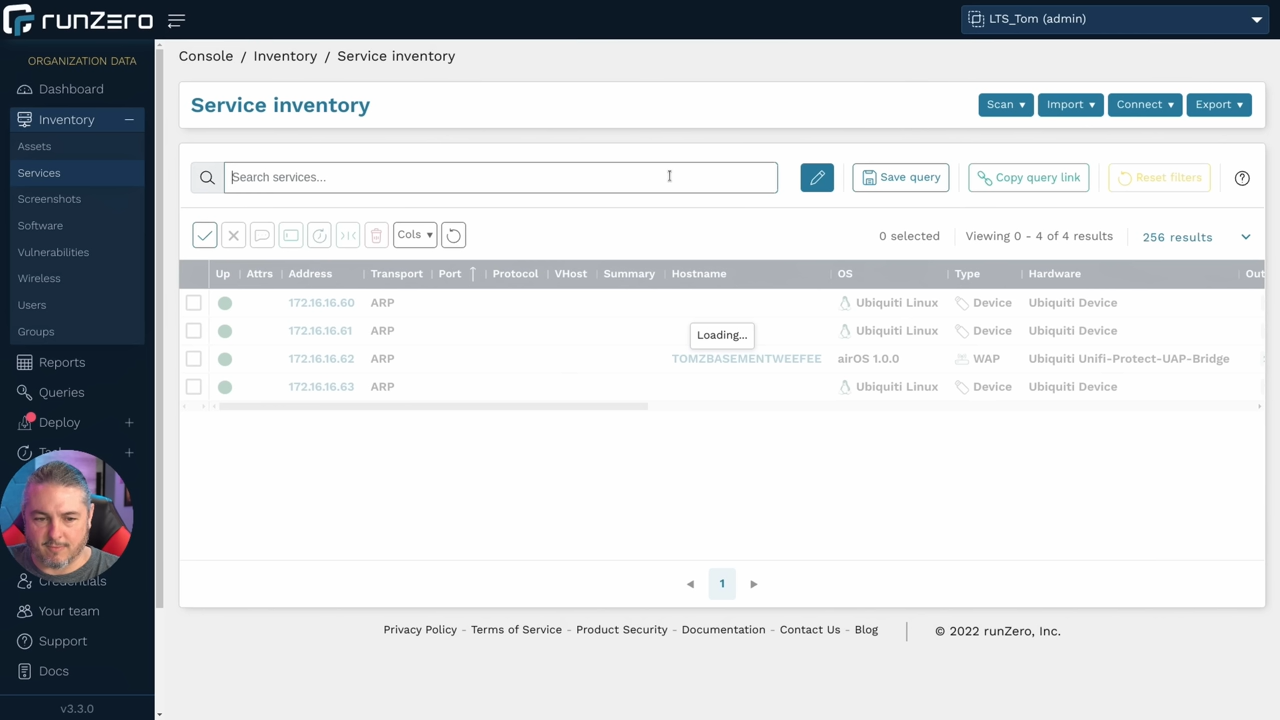 runZero
LTS_Tom (admin)
ORGANIZATION DATA
Dashboard
Inventory
Assets
Services
Screenshots
Software
Vulnerabilities
Wireless
Users
Groups
Reports
Queries
Deploy
Credentials
Your team
Support
Docs
v3.3.0
Console / Inventory / Service inventory
Service inventory
Scan Import Connect Export
Search services...
Save query Copy query link Reset filters
Cols 0 selected Viewing 0 - 4 of 4 results 256 results
Up Attrs Address Transport Port Protocol VHost Summary Hostname OS Type Hardware
172.16.16.60 ARP Ubiquiti Linux Device Ubiquiti Device
172.16.16.61 ARP Ubiquiti Linux Device Ubiquiti Device
172.16.16.62 ARP TOMZBASEMENTWEEFEE airOS 1.0.0 WAP Ubiquiti Unifi-Protect-UAP-Bridge
172.16.16.63 ARP Ubiquiti Linux Device Ubiquiti Device
Loading...
1
Privacy Policy - Terms of Service - Product Security - Documentation - Contact Us - Blog © 2022 runZero, Inc.